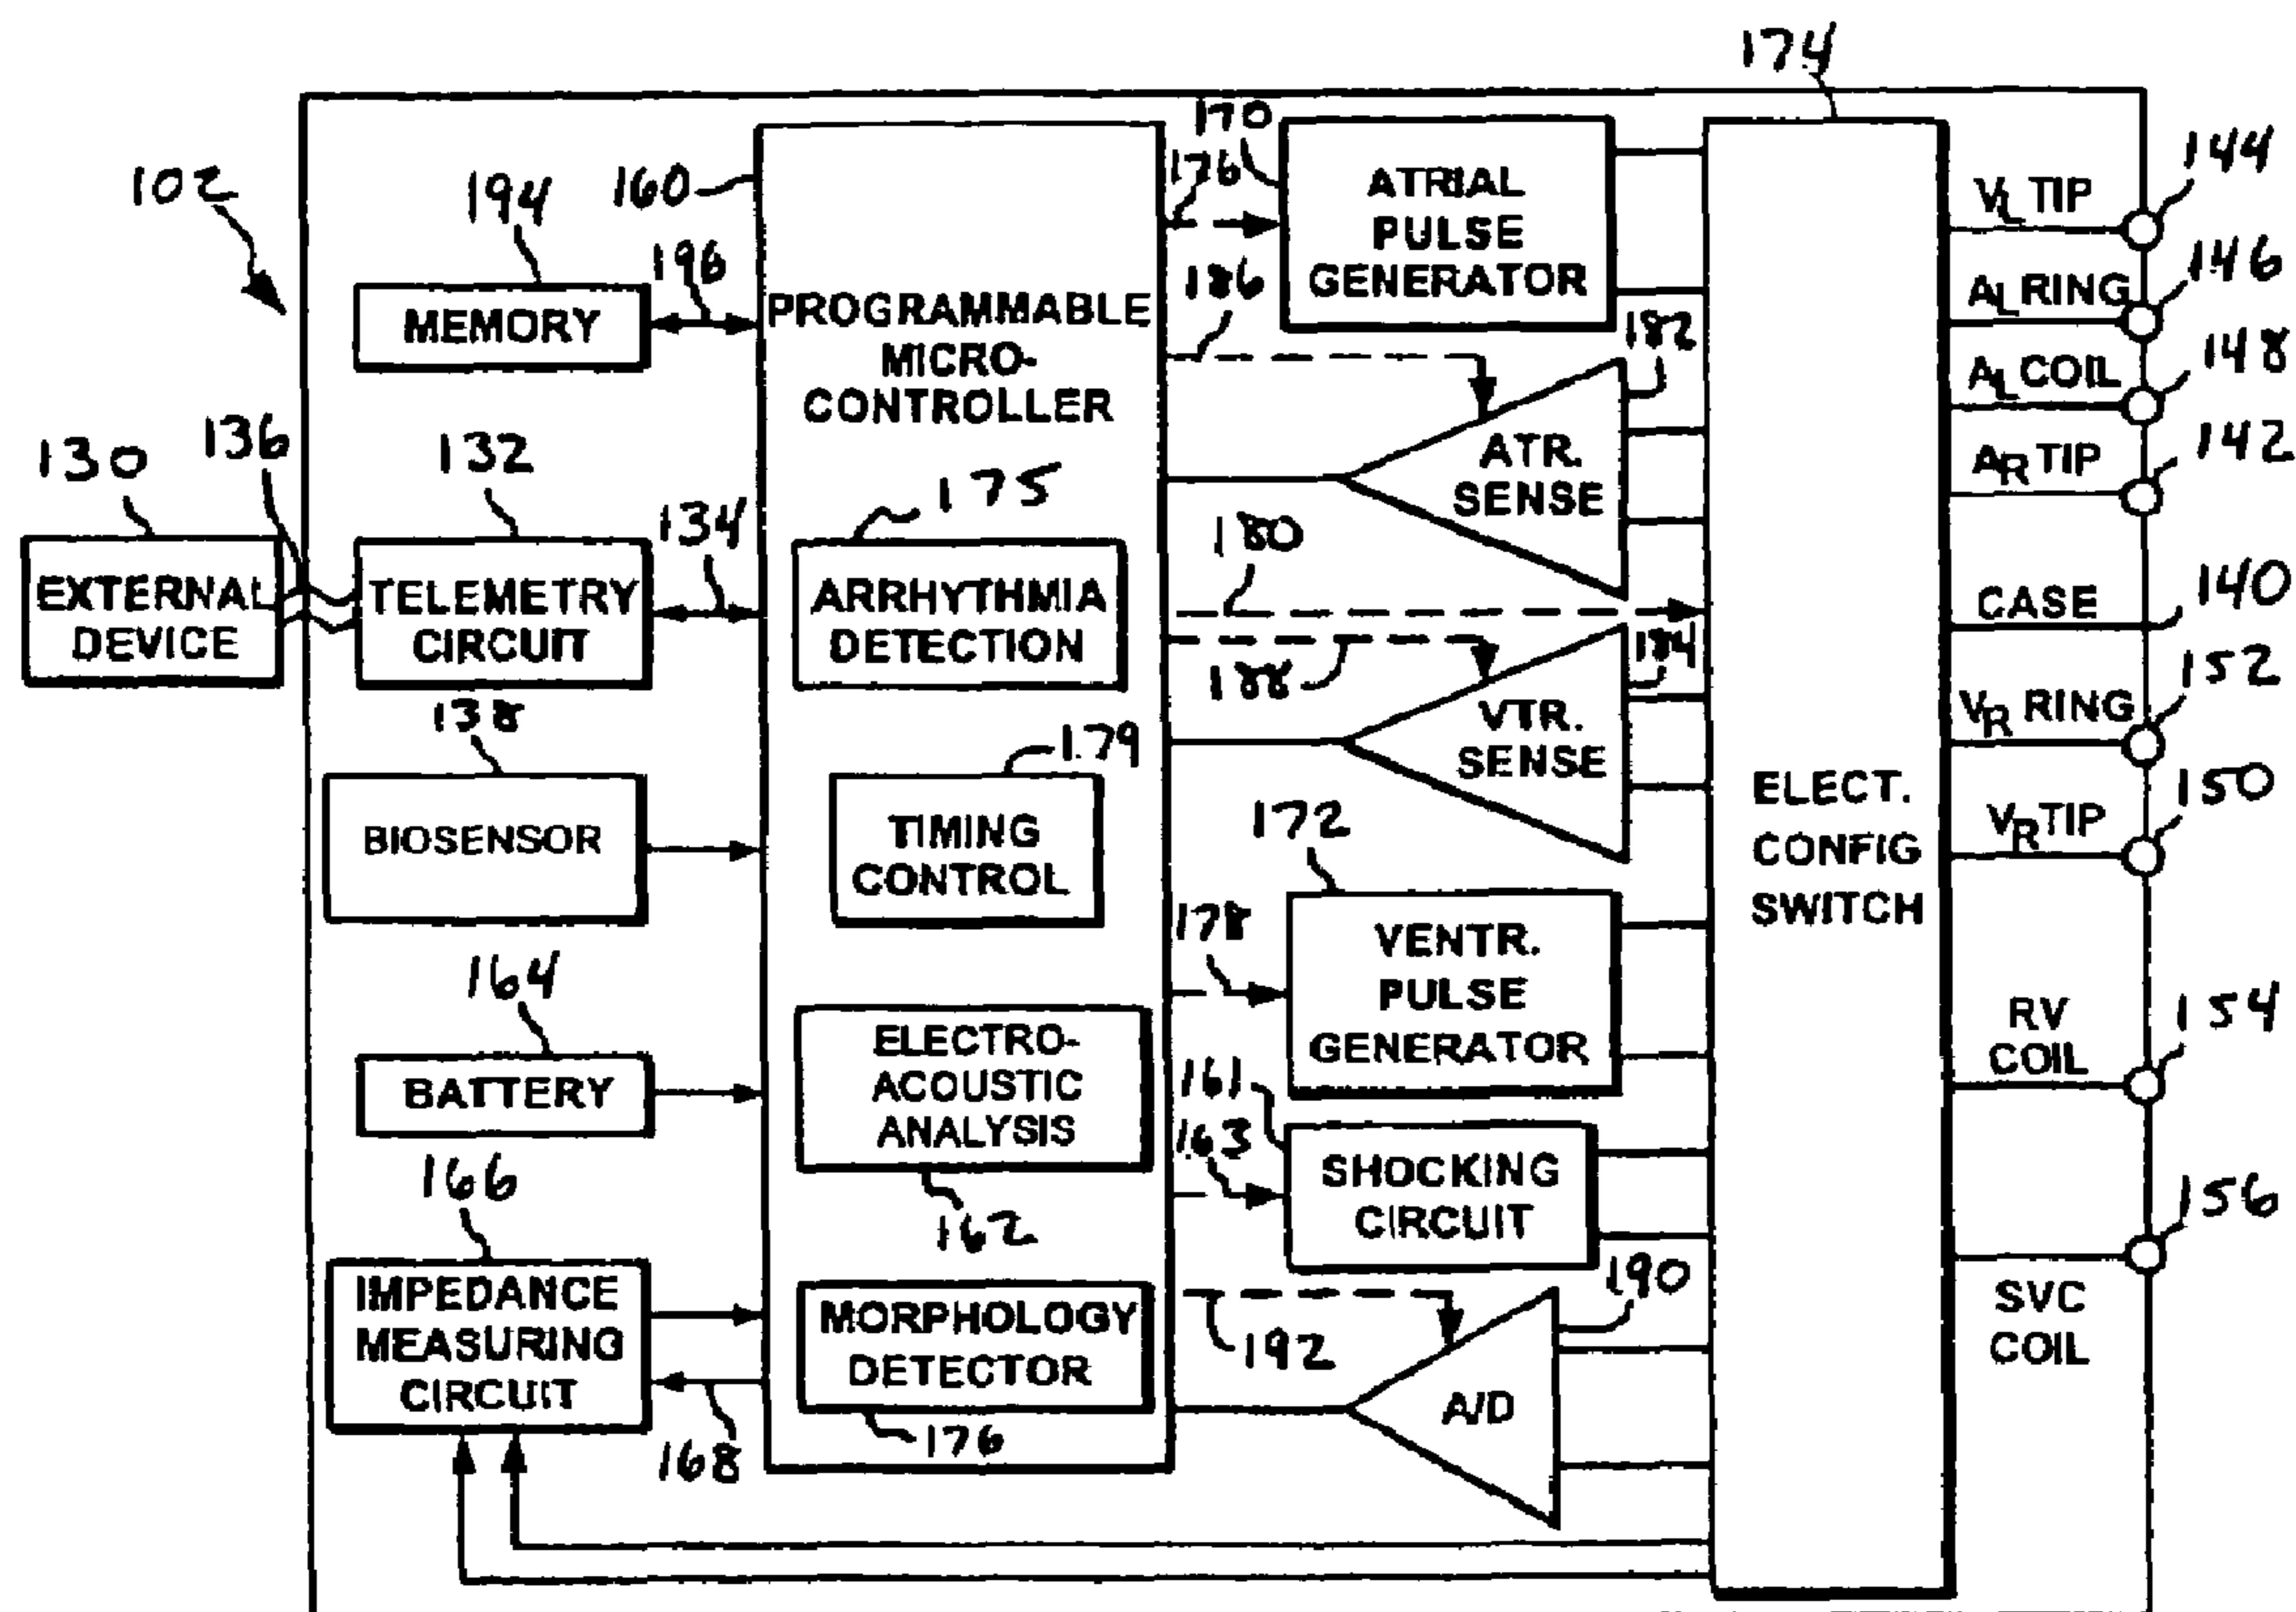 174
102
194
MEMORY
196
160
PROGRAMMABLE
MICRO-
CONTROLLER
170
176
ATRIAL
PULSE
GENERATOR
186
182
ATR.
SENSE
VL TIP
144
AL RING
146
AL COIL
148
AR TIP
142
130
EXTERNAL
DEVICE
136
132
TELEMETRY
CIRCUIT
134
175
ARRHYTHMIA
DETECTION
180
188
184
VTR.
SENSE
CASE
140
VR RING
152
VR TIP
150
138
BIOSENSOR
179
TIMING
CONTROL
ELECT.
CONFIG
SWITCH
172
178
VENTR.
PULSE
GENERATOR
164
BATTERY
ELECTRO-
ACOUSTIC
ANALYSIS
162
161
163
SHOCKING
CIRCUIT
RV
COIL
154
156
SVC
COIL
166
IMPEDANCE
MEASURING
CIRCUIT
168
MORPHOLOGY
DETECTOR
176
192
190
A/D